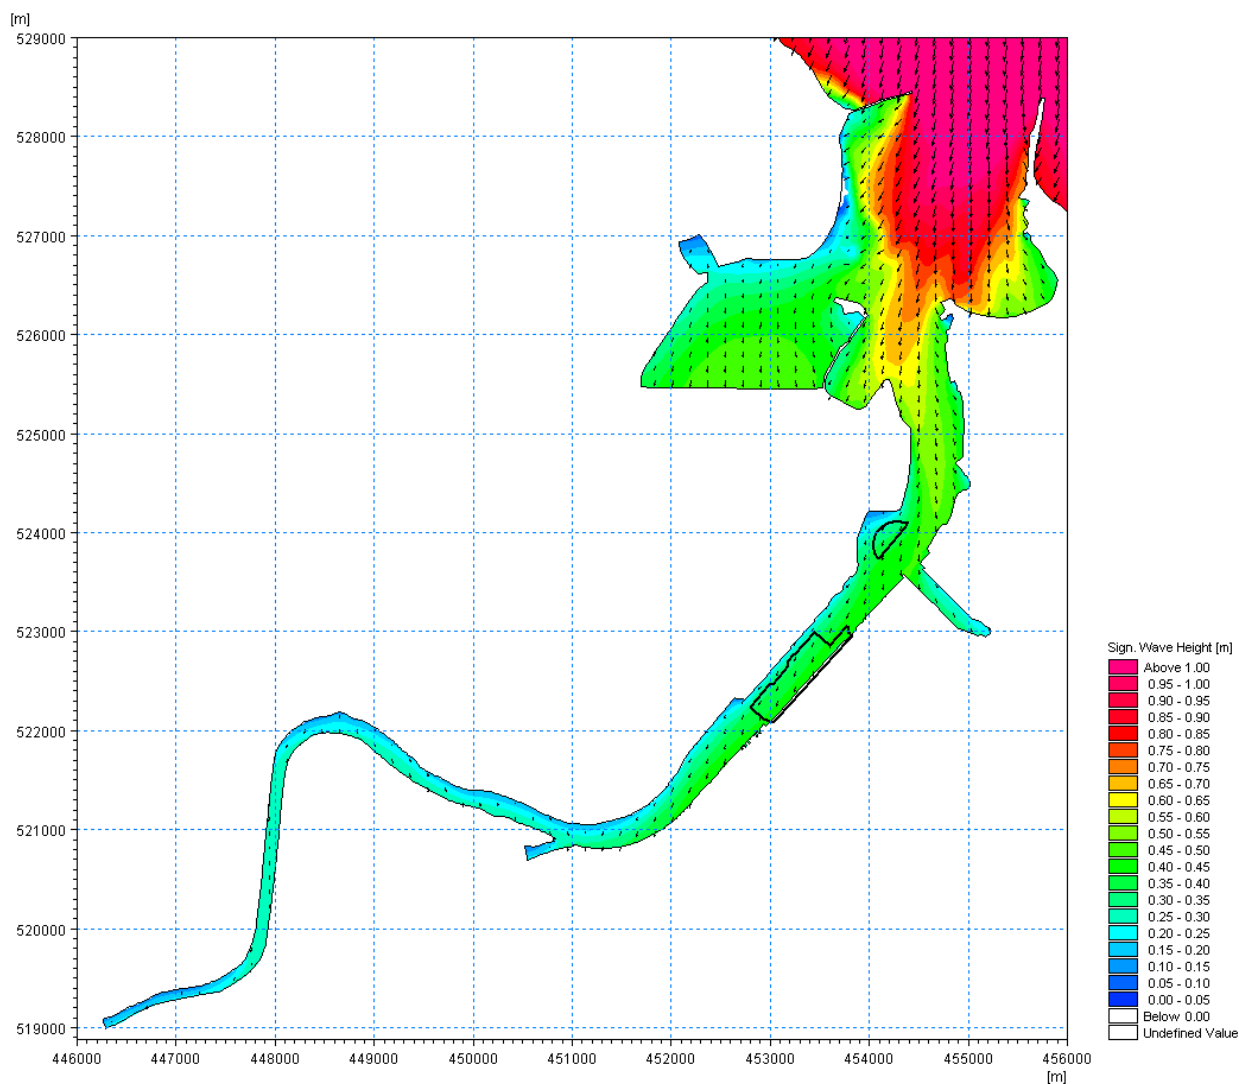 [m]
529000
528000
527000
526000
525000
524000
523000
522000
521000
520000
519000
446000 447000 448000 449000 450000 451000 452000 453000 454000 455000 456000
[m]
Sign. Wave Height [m]
Above 1.00
0.95 - 1.00
0.90 - 0.95
0.85 - 0.90
0.80 - 0.85
0.75 - 0.80
0.70 - 0.75
0.65 - 0.70
0.60 - 0.65
0.55 - 0.60
0.50 - 0.55
0.45 - 0.50
0.40 - 0.45
0.35 - 0.40
0.30 - 0.35
0.25 - 0.30
0.20 - 0.25
0.15 - 0.20
0.10 - 0.15
0.05 - 0.10
0.00 - 0.05
Below 0.00
Undefined Value